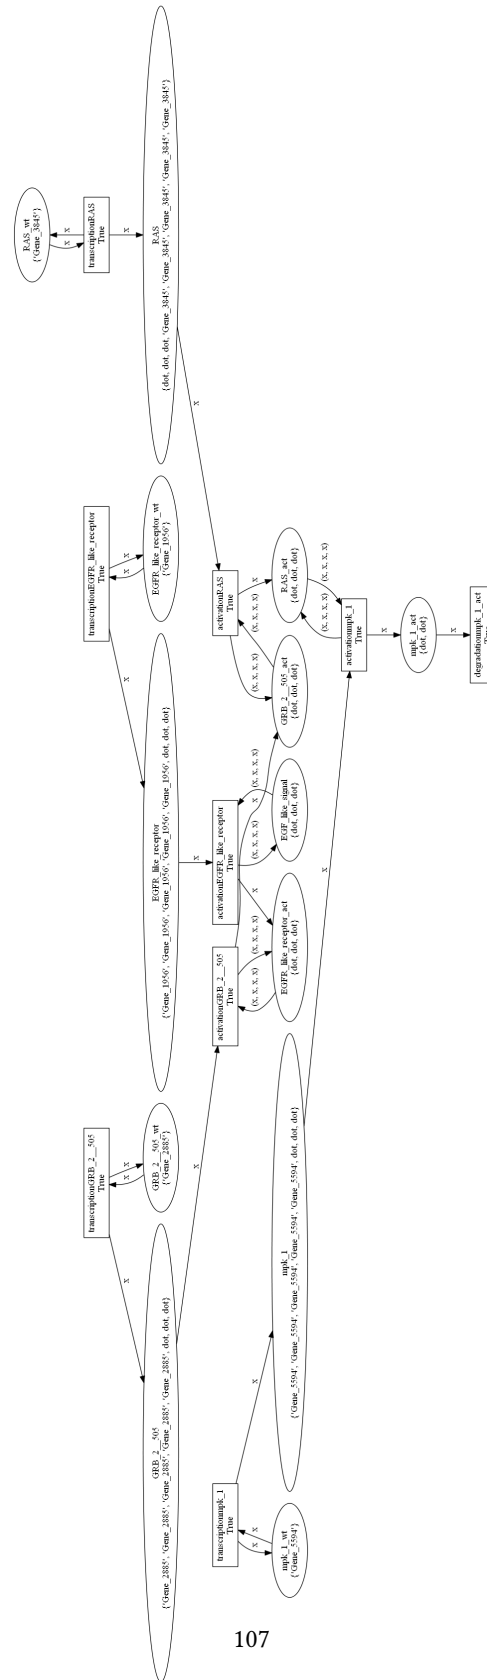 RAS_wt
{'Gene_3845'}
x
x
transcriptionRAS
True
x
RAS
{dot, dot, dot, 'Gene_3845', 'Gene_3845', 'Gene_3845', 'Gene_3845'}
x
transcriptionEGFR_like_receptor
True
x
x
EGFR_like_receptor_wt
{'Gene_1956'}
x
EGFR_like_receptor
{'Gene_1956', 'Gene_1956', 'Gene_1956', 'Gene_1956', dot, dot, dot}
x
transcriptionGRB_2__505
True
x
x
GRB_2__505_wt
{'Gene_2885'}
x
GRB_2__505
{'Gene_2885', 'Gene_2885', 'Gene_2885', 'Gene_2885', dot, dot, dot}
x
activationRAS
True
x
(x, x, x, x)
(x, x, x, x)
RAS_act
{dot, dot, dot}
(x, x, x, x)
(x, x, x, x)
GRB_2__505_act
{dot, dot, dot}
activationEGFR_like_receptor
True
x
(x, x, x, x)
(x, x, x, x)
x
EGF_like_signal
{dot, dot, dot}
activationGRB_2__505
True
(x, x, x, x)
(x, x, x, x)
EGFR_like_receptor_act
{dot, dot, dot}
activationmpk_1
True
x
mpk_1_act
{dot, dot}
x
degradationmpk_1_act
x
mpk_1
{'Gene_5594', 'Gene_5594', 'Gene_5594', 'Gene_5594', dot, dot, dot}
x
transcriptionmpk_1
True
x
x
mpk_1_wt
{'Gene_5594'}
107